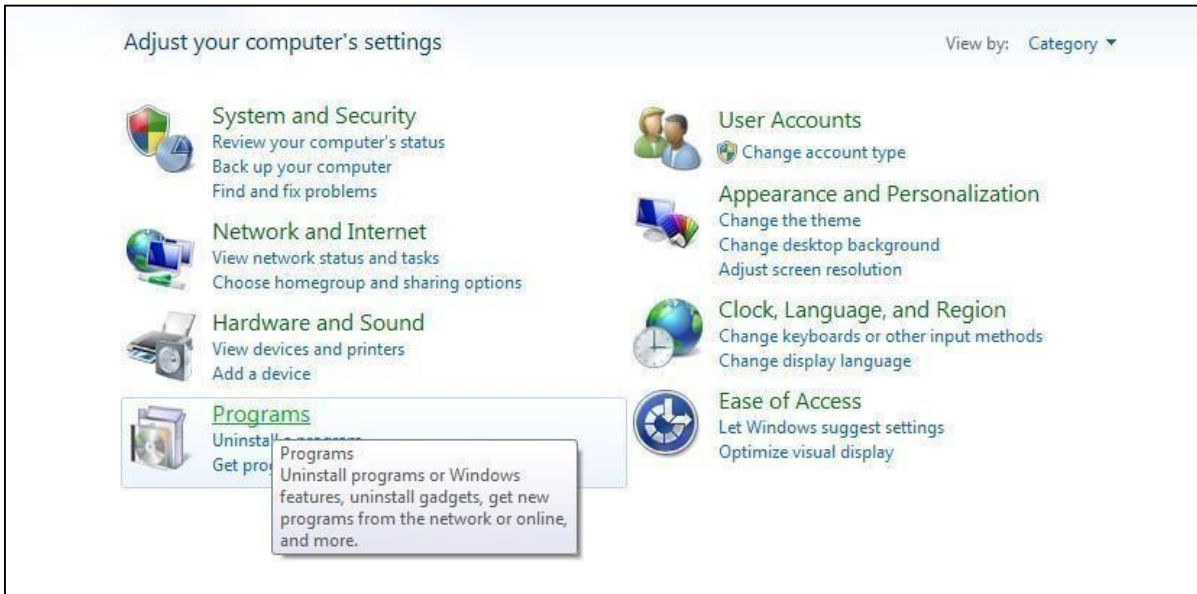 Adjust your computer's settings
View by: Category
System and Security
Review your computer's status
Back up your computer
Find and fix problems
Network and Internet
View network status and tasks
Choose homegroup and sharing options
Hardware and Sound
View devices and printers
Add a device
Programs
Uninstall a program
Get
Programs
Uninstall programs or Windows
features, uninstall gadgets, get new
programs from the network or online,
and more.
User Accounts
Change account type
Appearance and Personalization
Change the theme
Change desktop background
Adjust screen resolution
Clock, Language, and Region
Change keyboards or other input methods
Change display language
Ease of Access
Let Windows suggest settings
Optimize visual display